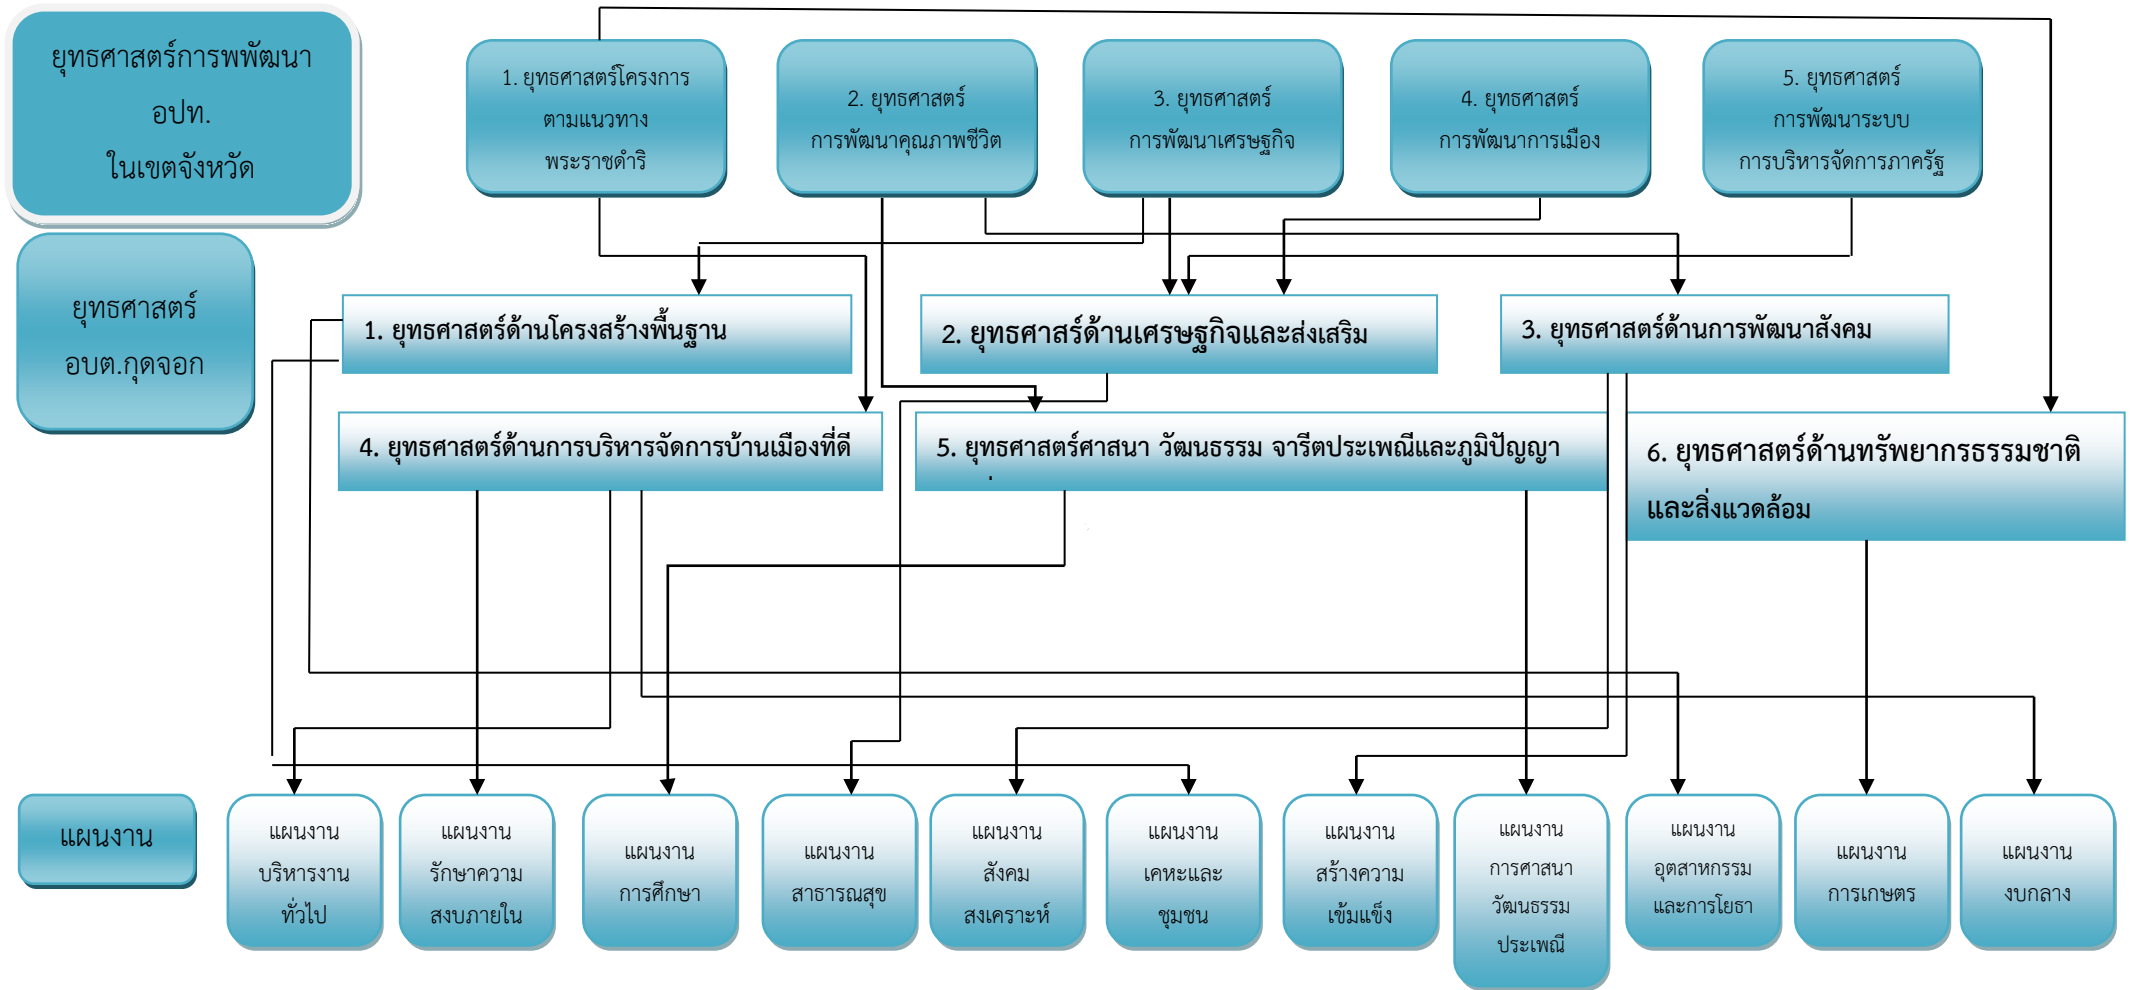 ยุทธศาสตร์การพพัฒนา
อปท.
ในเขตจังหวัด
1. ยุทธศาสตร์โครงการ
ตามแนวทาง
พระราชดำริ
2. ยุทธศาสตร์
การพัฒนาคุณภาพชีวิต
3. ยุทธศาสตร์
การพัฒนาเศรษฐกิจ
4. ยุทธศาสตร์
การพัฒนาการเมือง
5. ยุทธศาสตร์
การพัฒนาระบบ
การบริหารจัดการภาครัฐ
ยุทธศาสตร์
อบต.กุดจอก
1. ยุทธศาสตร์ด้านโครงสร้างพื้นฐาน
2. ยุทธศาสร์ด้านเศรษฐกิจและส่งเสริม
3. ยุทธศาสตร์ด้านการพัฒนาสังคม
4. ยุทธศาสตร์ด้านการบริหารจัดการบ้านเมืองที่ดี
5. ยุทธศาสตร์ศาสนา วัฒนธรรม จารีตประเพณีและภูมิปัญญา
6. ยุทธศาสตร์ด้านทรัพยากรธรรมชาติ
และสิ่งแวดล้อม
แผนงาน
แผนงาน
บริหารงาน
ทั่วไป
แผนงาน
รักษาความ
สงบภายใน
แผนงาน
การศึกษา
แผนงาน
สาธารณสุข
แผนงาน
สังคม
สงเคราะห์
แผนงาน
เคหะและ
ชุมชน
แผนงาน
สร้างความ
เข้มแข็ง
แผนงาน
การศาสนา
วัฒนธรรม
ประเพณี
แผนงาน
อุตสาหกรรม
และการโยธา
แผนงาน
การเกษตร
แผนงาน
งบกลาง